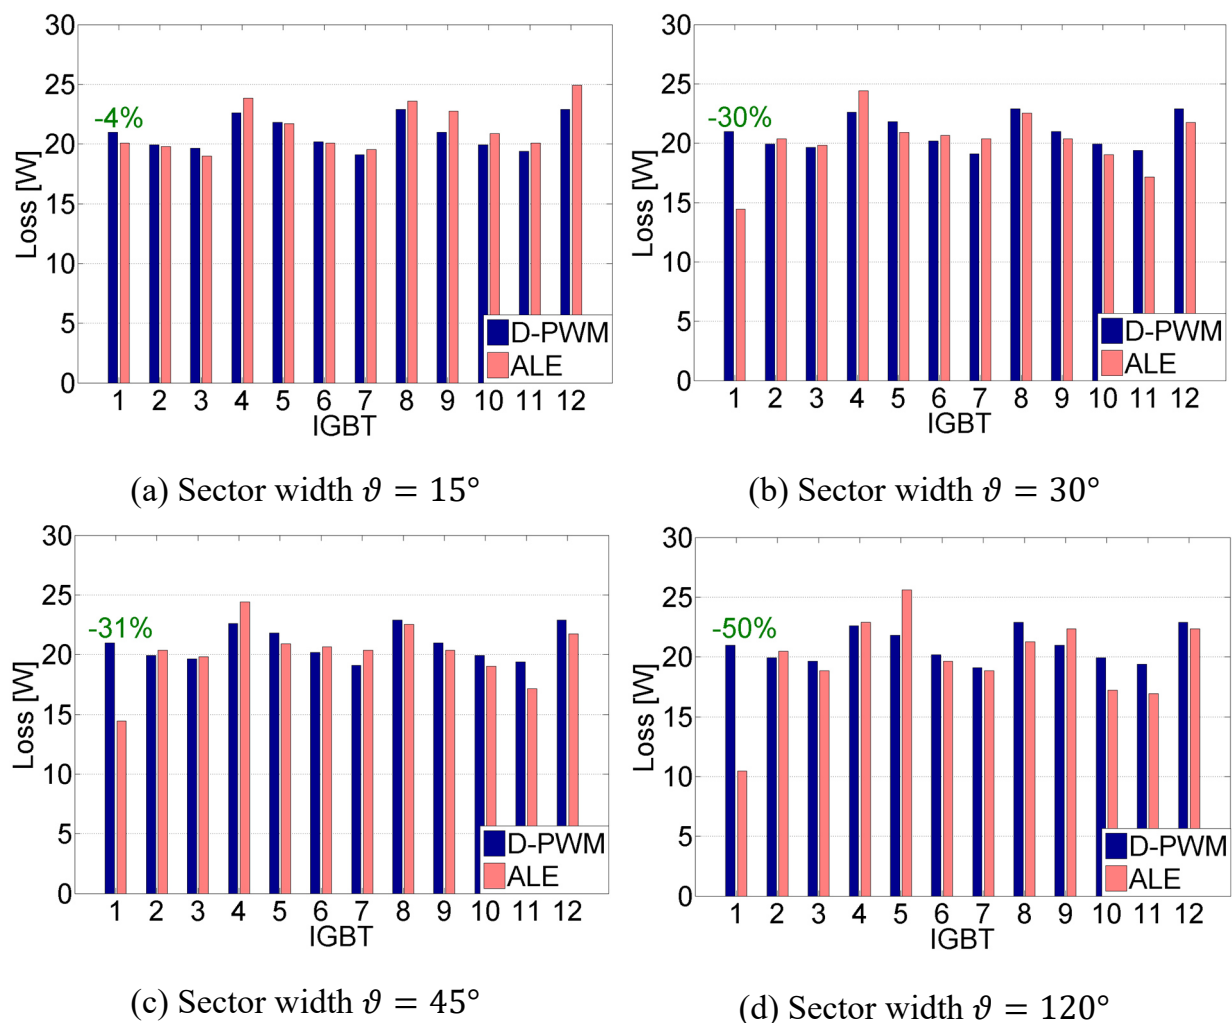 30
25
20
15
10
5
0
Loss [W]
-4%
D-PWM
ALE
1 2 3 4 5 6 7 8 9 10 11 12
IGBT
(a) Sector width ϑ = 15°
30
25
20
15
10
5
0
Loss [W]
-30%
D-PWM
ALE
1 2 3 4 5 6 7 8 9 10 11 12
IGBT
(b) Sector width ϑ = 30°
30
25
20
15
10
5
0
Loss [W]
-31%
D-PWM
ALE
1 2 3 4 5 6 7 8 9 10 11 12
IGBT
(c) Sector width ϑ = 45°
30
25
20
15
10
5
0
Loss [W]
-50%
D-PWM
ALE
1 2 3 4 5 6 7 8 9 10 11 12
IGBT
(d) Sector width ϑ = 120°